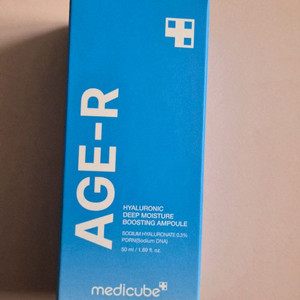 AGE-R
HYALURONIC
DEEP MOISTURE
BOOSTING AMPOULE
SODIUM HYALURONATE 6.2%
PDRN(Sodium DNA)
50 ml / 1.69 fl. oz.
medicube